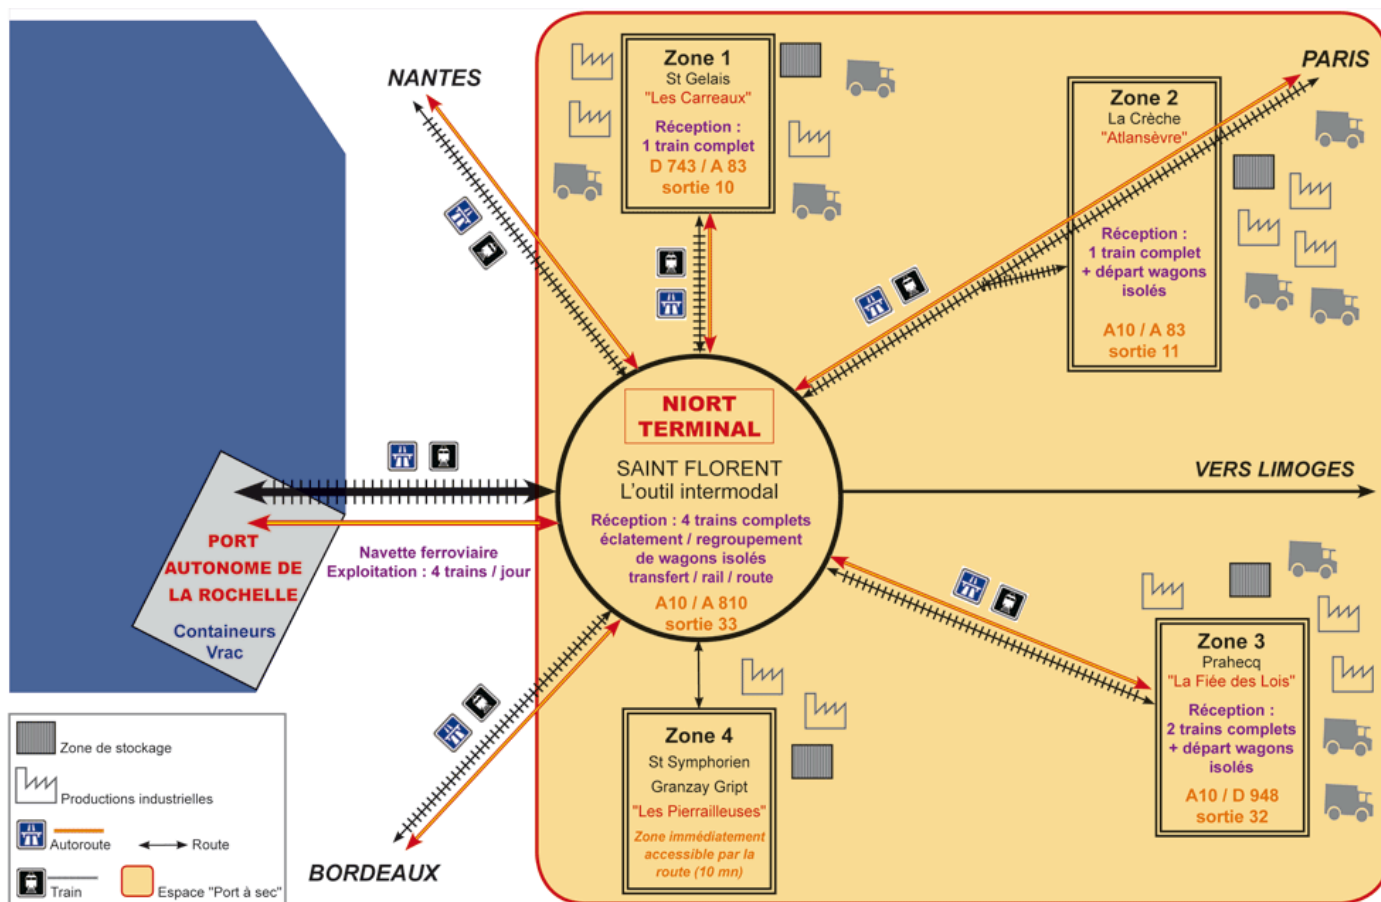 NANTES
Zone 1
St Gelais
"Les Carreaux"
Réception :
1 train complet
D 743 / A 83
sortie 10
PARIS
Zone 2
La Crèche
"Atlansèvre"
Réception :
1 train complet
+ départ wagons
isolés
A10 / A 83
sortie 11
NIORT
TERMINAL
SAINT FLORENT
L'outil intermodal
Réception : 4 trains complets
éclatement / regroupement
de wagons isolés
transfert / rail / route
A10 / A 810
sortie 33
VERS LIMOGES
PORT
AUTONOME DE
LA ROCHELLE
Containeurs
Vrac
Navette ferroviaire
Exploitation : 4 trains / jour
Zone 3
Prahecq
"La Fiée des Lois"
Réception :
2 trains complets
+ départ wagons
isolés
A10 / D 948
sortie 32
Zone 4
St Symphorien
Granzay Gript
"Les Pierrailleuses"
Zone immédiatement
accessible par la
route (10 mn)
BORDEAUX
Zone de stockage
Productions industrielles
Autoroute
Route
Train
Espace "Port à sec"